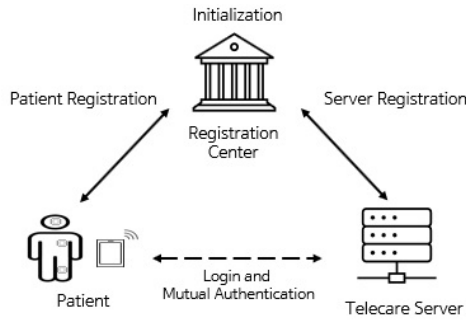 Initialization
Patient Registration
Server Registration
Registration
Center
Login and
Mutual Authentication
Patient
Telecare Server